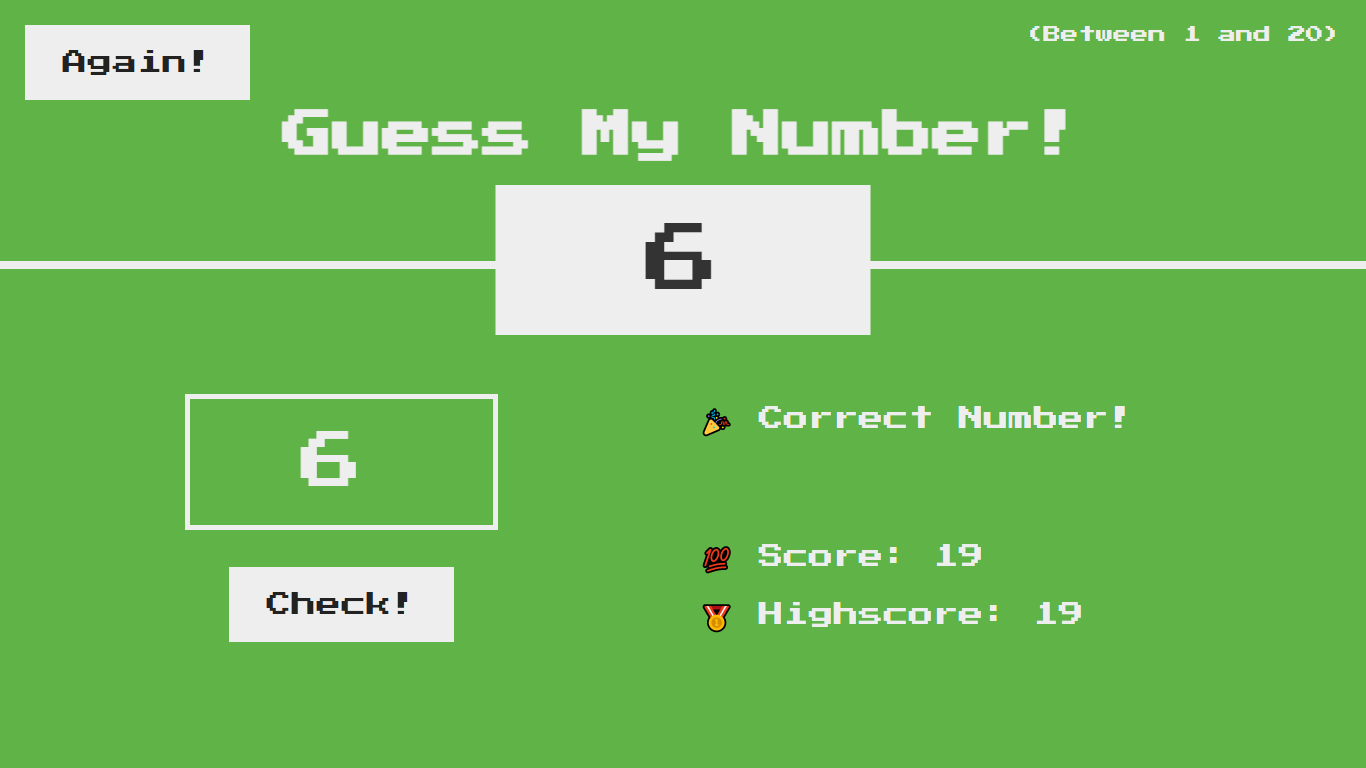 Again!
(Between 1 and 20)
Guess My Number!
6
6
Check!
🎉 Correct Number!
💯 Score: 19
🥇 Highscore: 19